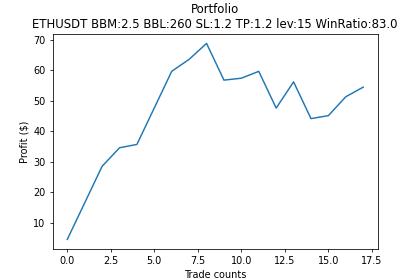 Portfolio
ETHUSDT BBM:2.5 BBL:260 SL:1.2 TP:1.2 lev:15 WinRatio:83.0
70
60
50
40
30
20
10
Profit ($)
0.0 2.5 5.0 7.5 10.0 12.5 15.0 17.5
Trade counts